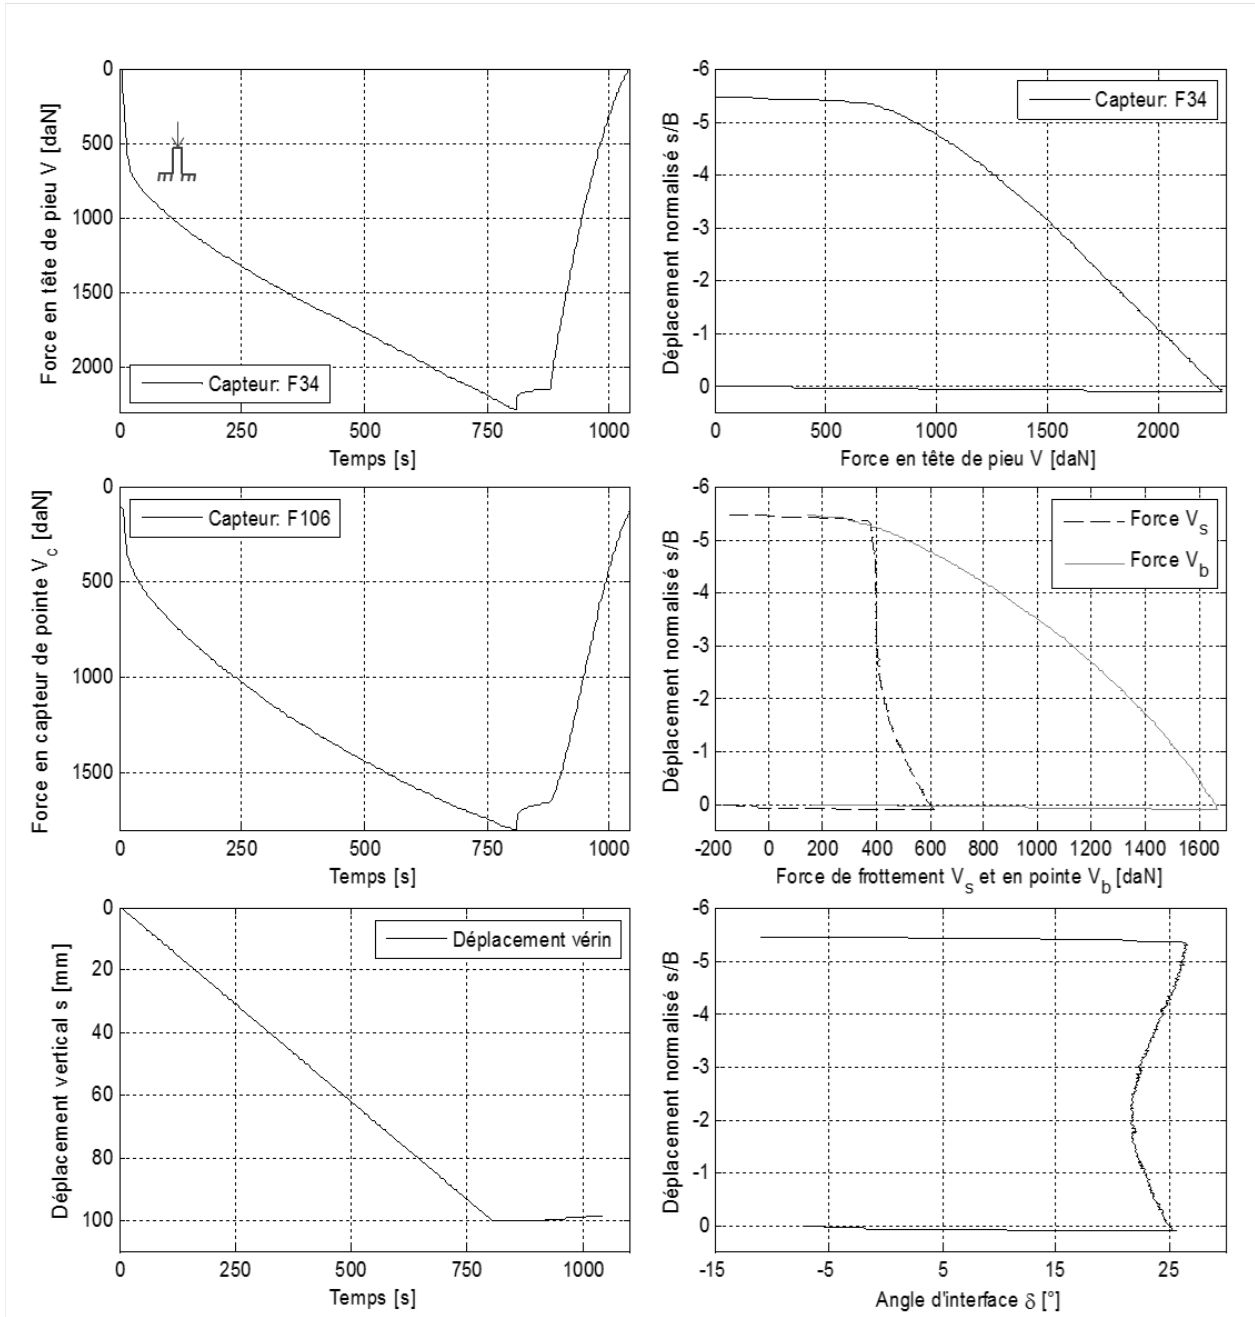 Force en tête de pieu V [daN]
0
500
1000
1500
2000
Capteur: F34
0 250 500 750 1000
Temps [s]
Déplacement normalisé s/B
-6
-5
-4
-3
-2
-1
0
Capteur: F34
0 500 1000 1500 2000
Force en tête de pieu V [daN]
Force en capteur de pointe Vc [daN]
0
500
1000
1500
Capteur: F106
0 250 500 750 1000
Temps [s]
Déplacement normalisé s/B
-6
-5
-4
-3
-2
-1
0
Force Vs
Force Vb
-200 0 200 400 600 800 1000 1200 1400 1600
Force de frottement Vs et en pointe Vb [daN]
Déplacement vertical s [mm]
0
20
40
60
80
100
Déplacement vérin
0 250 500 750 1000
Temps [s]
Déplacement normalisé s/B
-6
-5
-4
-3
-2
-1
0
-15 -5 5 15 25
Angle d'interface δ [°]